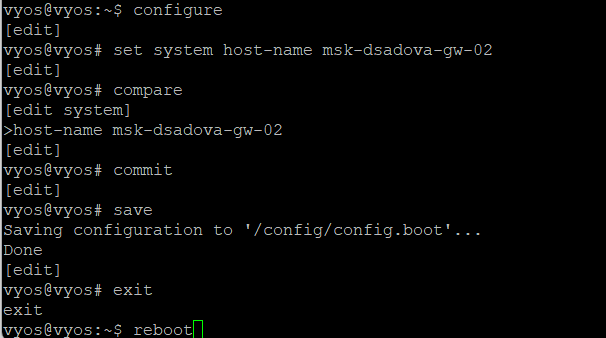 vyos@vyos:~$ configure
[edit]
vyos@vyos# set system host-name msk-dsadova-gw-02
[edit]
vyos@vyos# compare
[edit system]
>host-name msk-dsadova-gw-02
[edit]
vyos@vyos# commit
[edit]
vyos@vyos# save
Saving configuration to '/config/config.boot'...
Done
[edit]
vyos@vyos# exit
exit
vyos@vyos:~$ reboot